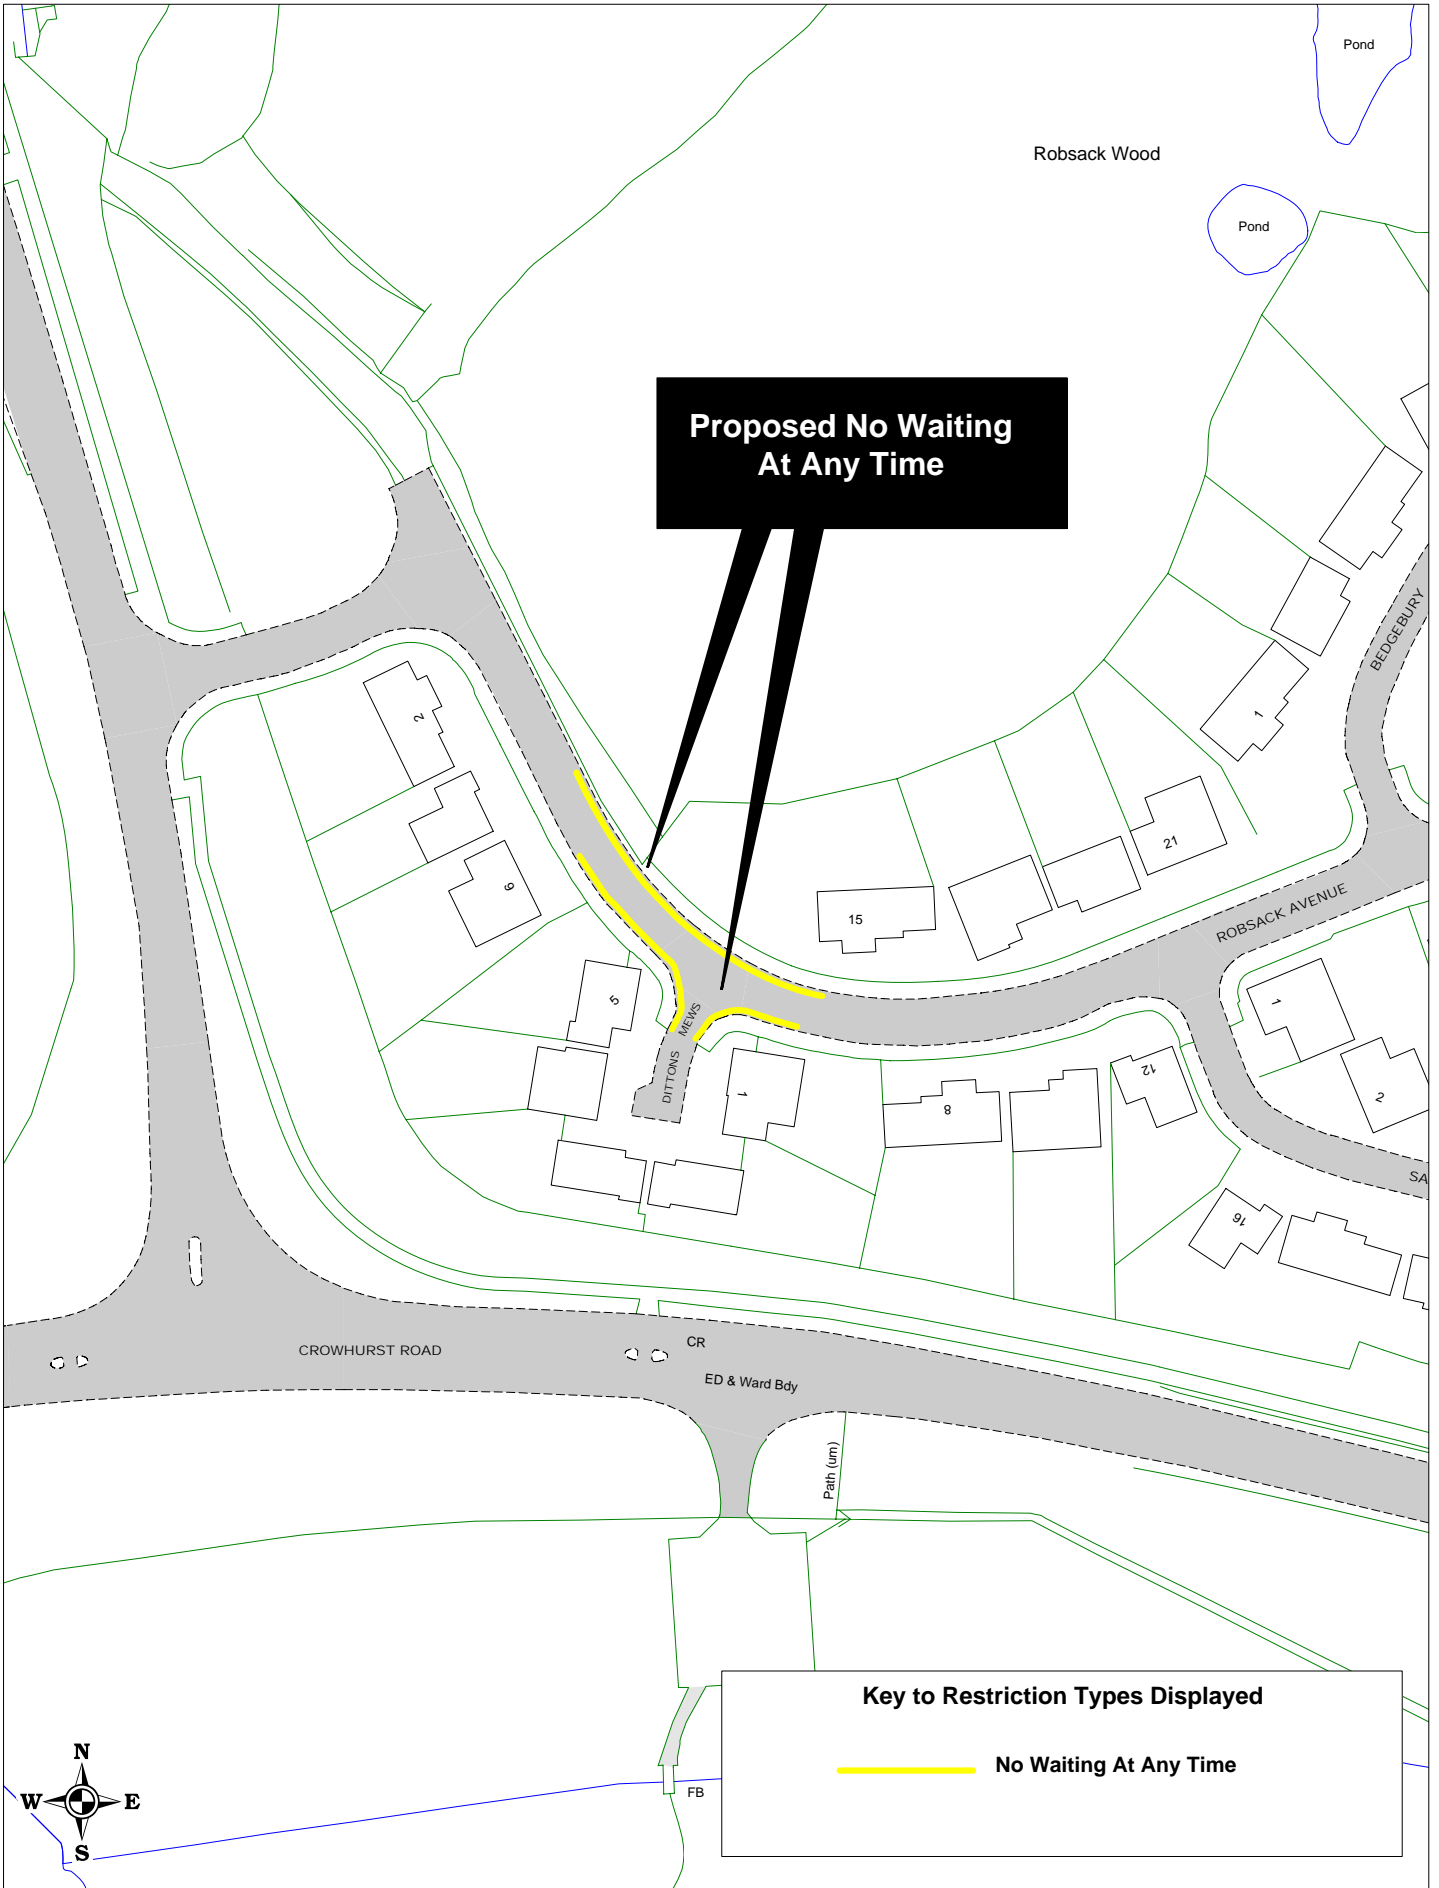 Pond
Robsack Wood
Pond
Proposed No Waiting
At Any Time
BEDGEBURY
2
1
21
9
15
ROBSACK AVENUE
5
MEWS
DITTONS
1
1
12
2
8
SA
16
CROWHURST ROAD
CR
ED & Ward Bdy
Path (um)
Key to Restriction Types Displayed
No Waiting At Any Time
N
W E
S
FB